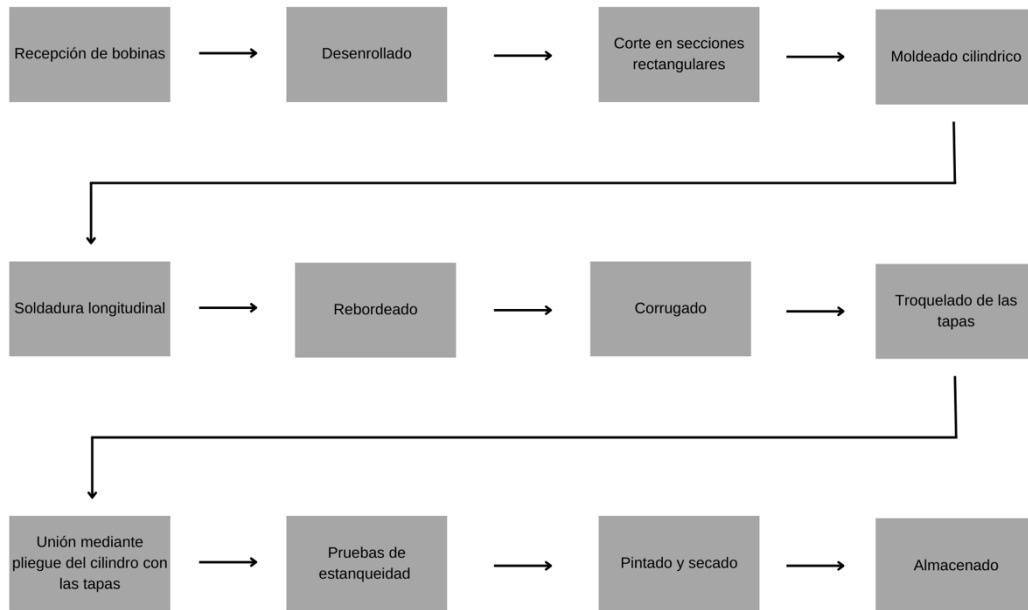 Recepción de bobinas
Desenrollado
Corte en secciones
rectangulares
Moldeado cilindrico
Soldadura longitudinal
Rebordeado
Corrugado
Troquelado de las
tapas
Unión mediante
pliegue del cilindro con
las tapas
Pruebas de
estanqueidad
Pintado y secado
Almacenado